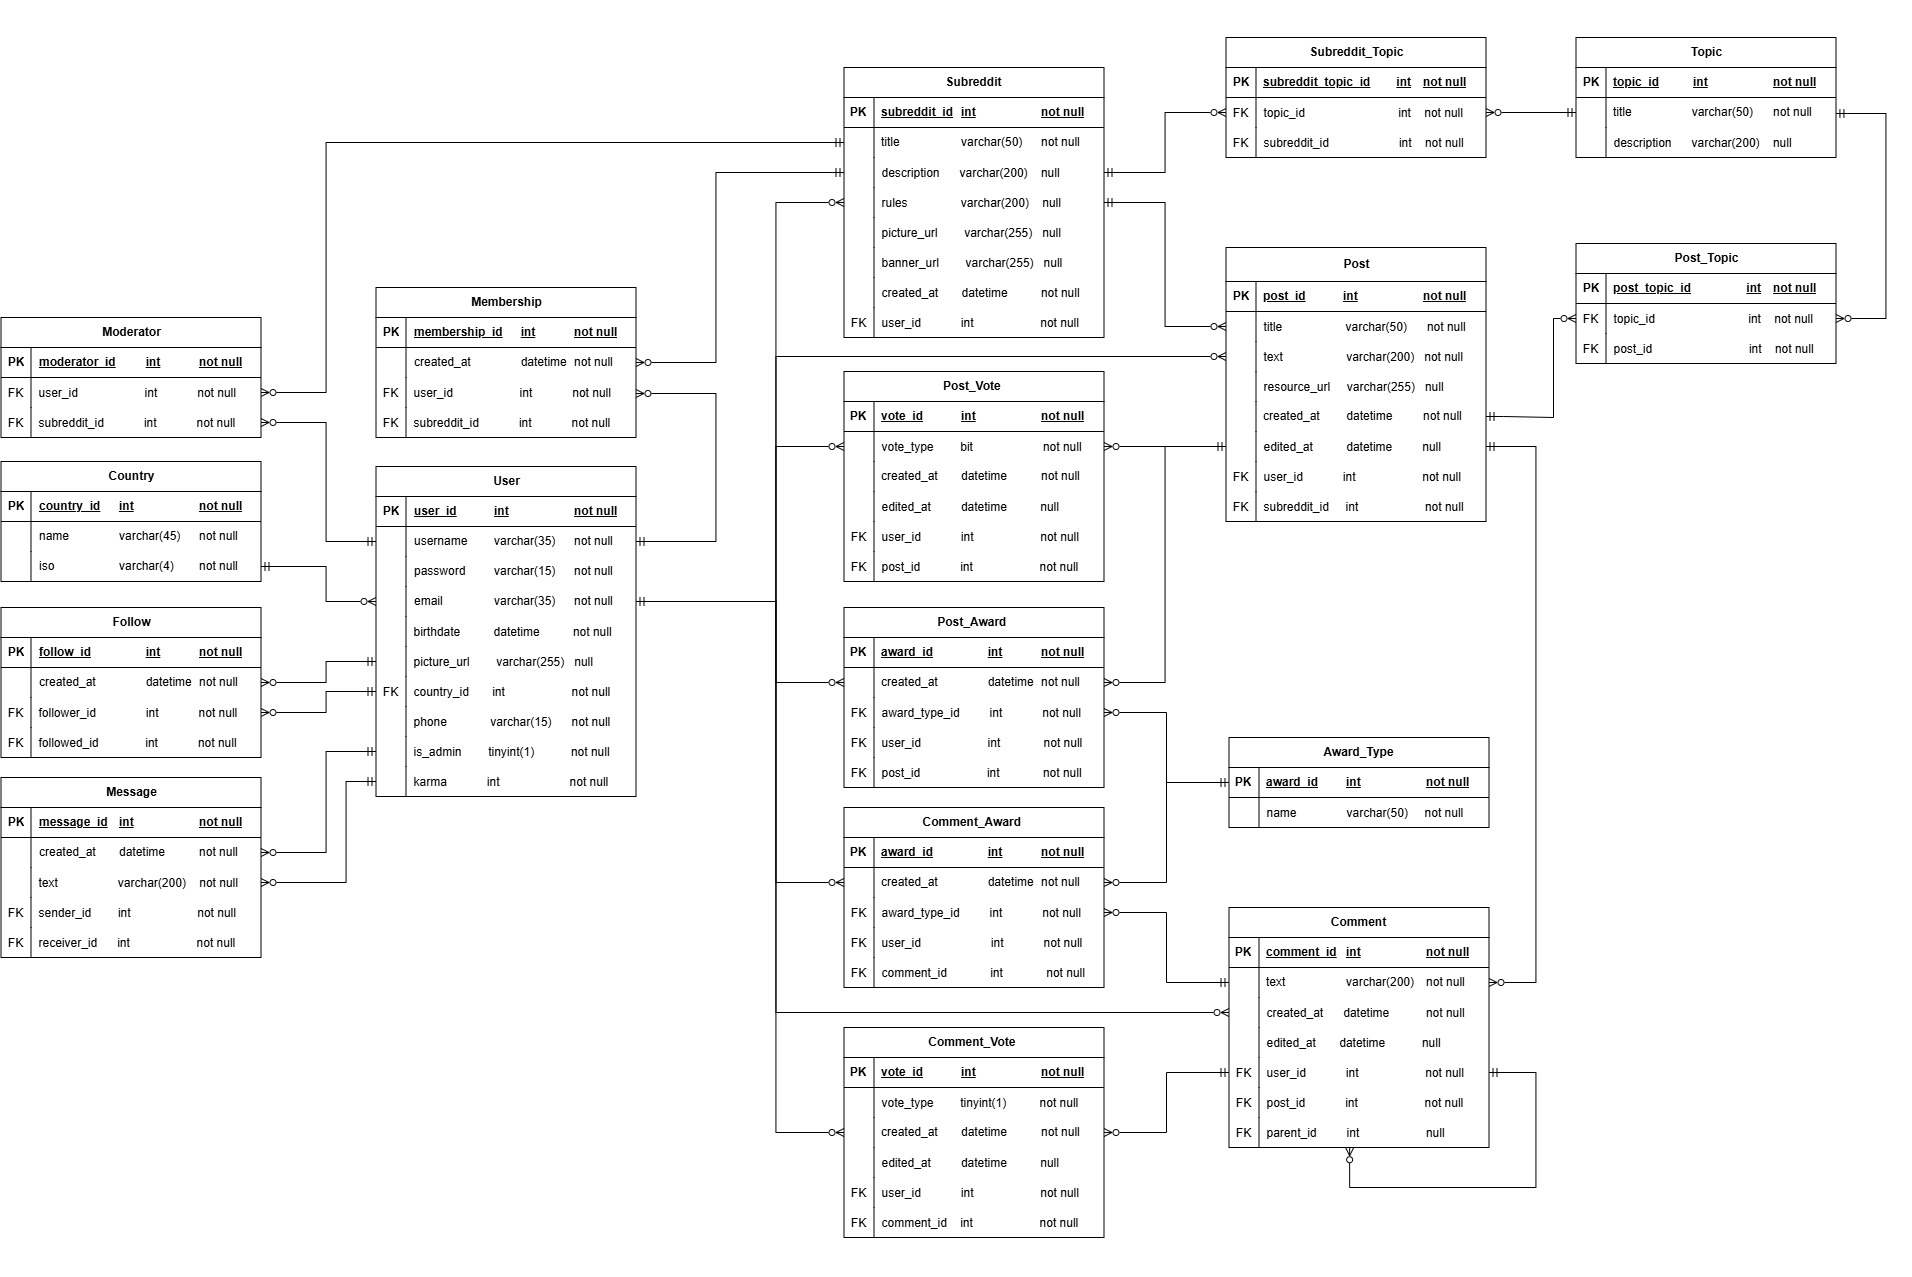 Subreddit_Topic
PK subreddit_topic_id int not null
FK topic_id int not null
FK subreddit_id int not null
Topic
PK topic_id int not null
title varchar(50) not null
description varchar(200) null
Subreddit
PK subreddit_id int not null
title varchar(50) not null
description varchar(200) null
rules varchar(200) null
picture_url varchar(255) null
banner_url varchar(255) null
created_at datetime not null
FK user_id int not null
Post
PK post_id int not null
title varchar(50) not null
text varchar(200) not null
resource_url varchar(255) null
created_at datetime not null
edited_at datetime null
FK user_id int not null
FK subreddit_id int not null
Post_Topic
PK post_topic_id int not null
FK topic_id int not null
FK post_id int not null
Membership
PK membership_id int not null
created_at datetime not null
FK user_id int not null
FK subreddit_id int not null
Moderator
PK moderator_id int not null
FK user_id int not null
FK subreddit_id int not null
Country
PK country_id int not null
name varchar(45) not null
iso varchar(4) not null
User
PK user_id int not null
username varchar(35) not null
password varchar(15) not null
email varchar(35) not null
birthdate datetime not null
picture_url varchar(255) null
FK country_id int not null
phone varchar(15) not null
is_admin tinyint(1) not null
karma int not null
Follow
PK follow_id int not null
created_at datetime not null
FK follower_id int not null
FK followed_id int not null
Message
PK message_id int not null
created_at datetime not null
text varchar(200) not null
FK sender_id int not null
FK receiver_id int not null
Post_Vote
PK vote_id int not null
vote_type bit not null
created_at datetime not null
edited_at datetime null
FK user_id int not null
FK post_id int not null
Post_Award
PK award_id int not null
created_at datetime not null
FK award_type_id int not null
FK user_id int not null
FK post_id int not null
Award_Type
PK award_id int not null
name varchar(50) not null
Comment_Award
PK award_id int not null
created_at datetime not null
FK award_type_id int not null
FK user_id int not null
FK comment_id int not null
Comment
PK comment_id int not null
text varchar(200) not null
created_at datetime not null
edited_at datetime null
FK user_id int not null
FK post_id int not null
FK parent_id int null
Comment_Vote
PK vote_id int not null
vote_type tinyint(1) not null
created_at datetime not null
edited_at datetime null
FK user_id int not null
FK comment_id int not null